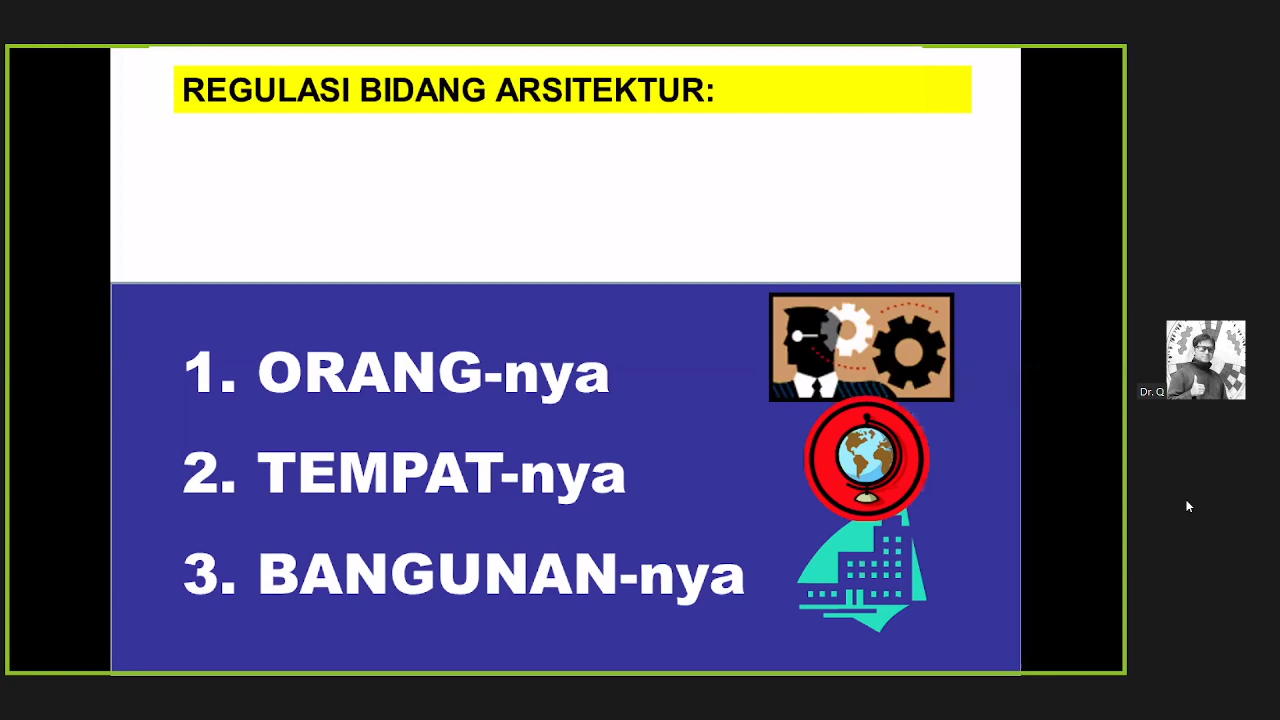 REGULASI BIDANG ARSITEKTUR:
1. ORANG-nya
2. TEMPAT-nya
3. BANGUNAN-nya
Dr. Q